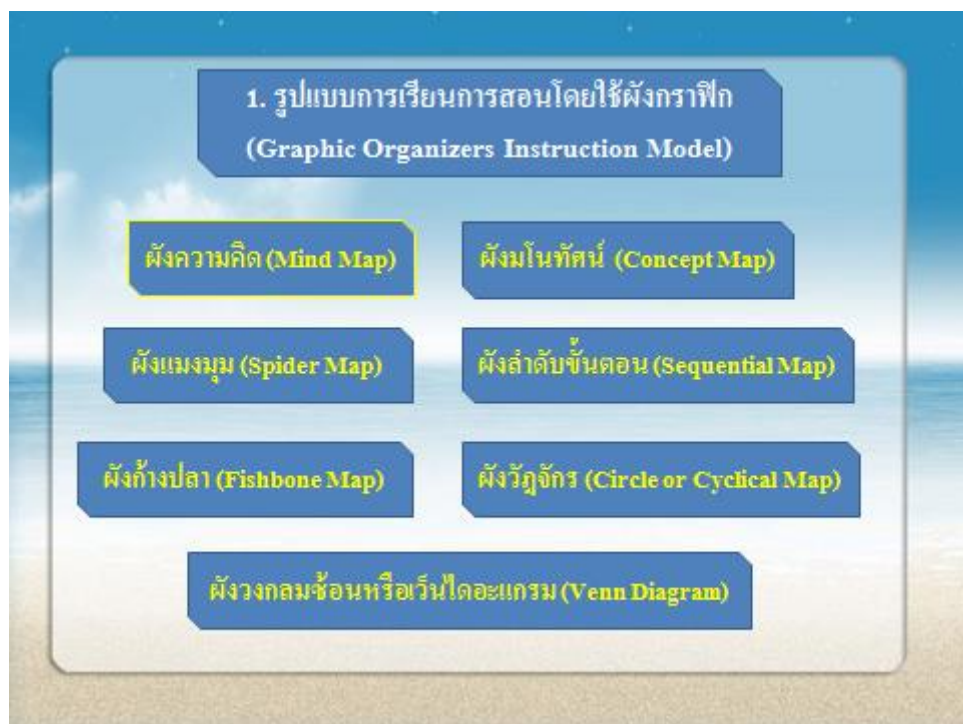 1. รูปแบบการเรียนการสอนโดยใช้ผังกราฟิก
(Graphic Organizers Instruction Model)
ผังความคิด (Mind Map)
ผังมโนทัศน์ (Concept Map)
ผังแมงมุม (Spider Map)
ผังลำดับขั้นตอน (Sequential Map)
ผังก้างปลา (Fishbone Map)
ผังวัฏจักร (Circle or Cyclical Map)
ผังวงกลมซ้อนหรือเว็นไดอะแกรม (Venn Diagram)